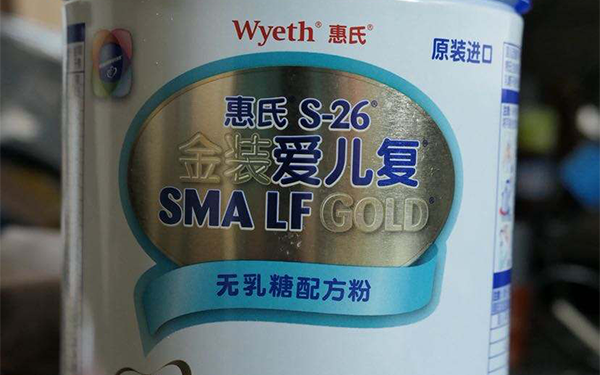 Wyeth® 惠氏®
原装进口
惠氏 S-26®
金装爱儿复®
SMA LF GOLD®
无乳糖配方粉